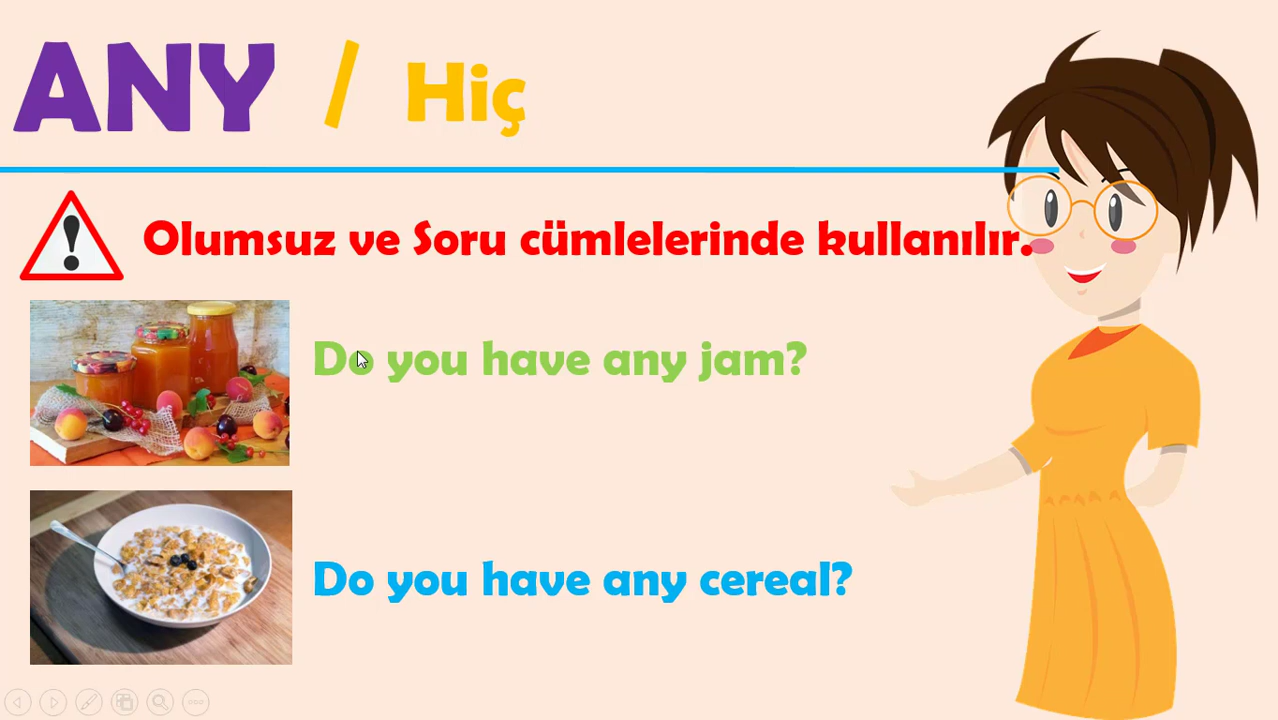 ANY / Hiç
Olumsuz ve Soru cümlelerinde kullanılır.
Do you have any jam?
Do you have any cereal?